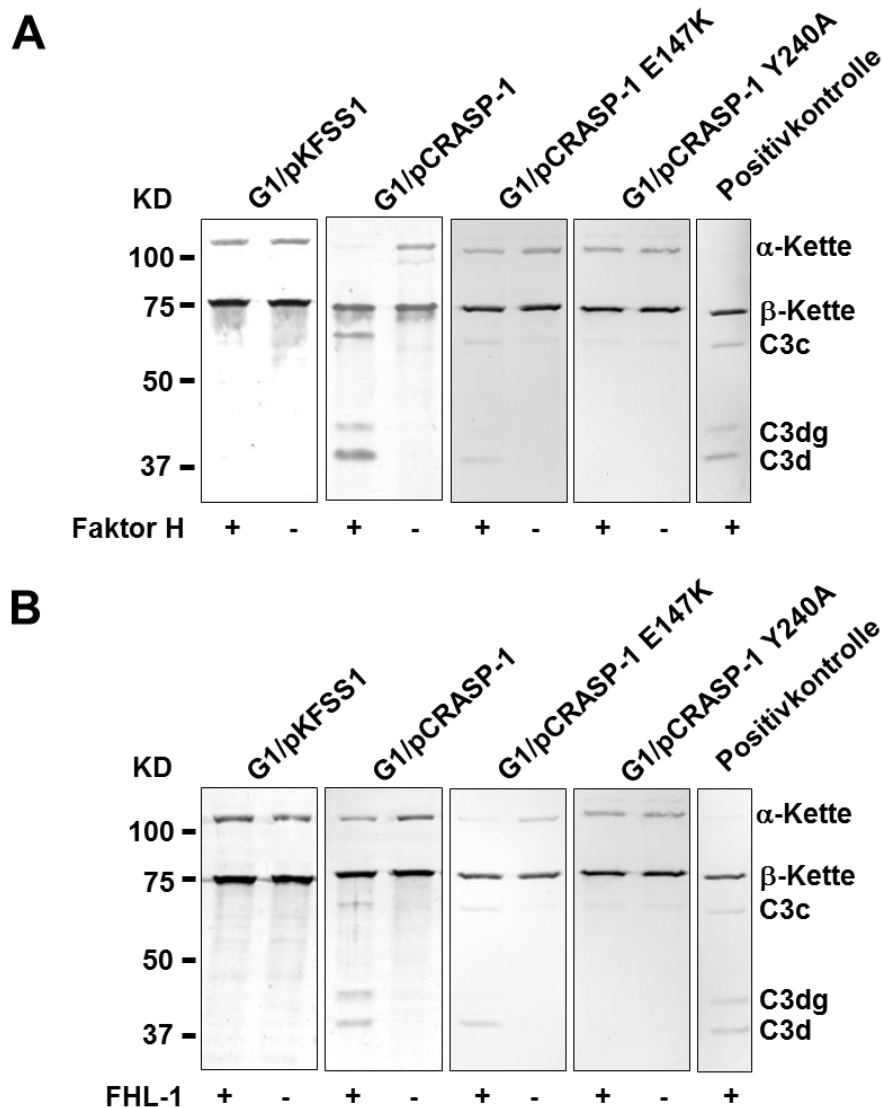 A
G1/pKFSS1
G1/pCRASP-1
G1/pCRASP-1 E147K
G1/pCRASP-1 Y240A
Positivkontrolle
KD
100
75
50
37
α-Kette
β-Kette
C3c
C3dg
C3d
Faktor H + - + - + - + - +
B
G1/pKFSS1
G1/pCRASP-1
G1/pCRASP-1 E147K
G1/pCRASP-1 Y240A
Positivkontrolle
KD
100
75
50
37
α-Kette
β-Kette
C3c
C3dg
C3d
FHL-1 + - + - + - + - +